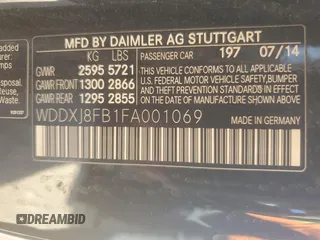 MFD BY DAIMLER AG STUTTGART
KG LBS
PASSENGER CAR 197 07/14
GVWR 2595 5721
GAWR FRONT 1300 2866
GAWR REAR 1295 2855
THIS VEHICLE CONFORMS TO ALL APPLICABLE
FEDERAL MOTOR VEHICLE SAFETY, BUMPER,
AND THEFT PREVENTION STANDARDS IN EFFECT
ON THE DATE OF MANUFACTURE SHOWN ABOVE.
WDDXJ8FB1FA001069
MADE IN GERMANY
DREAMBID